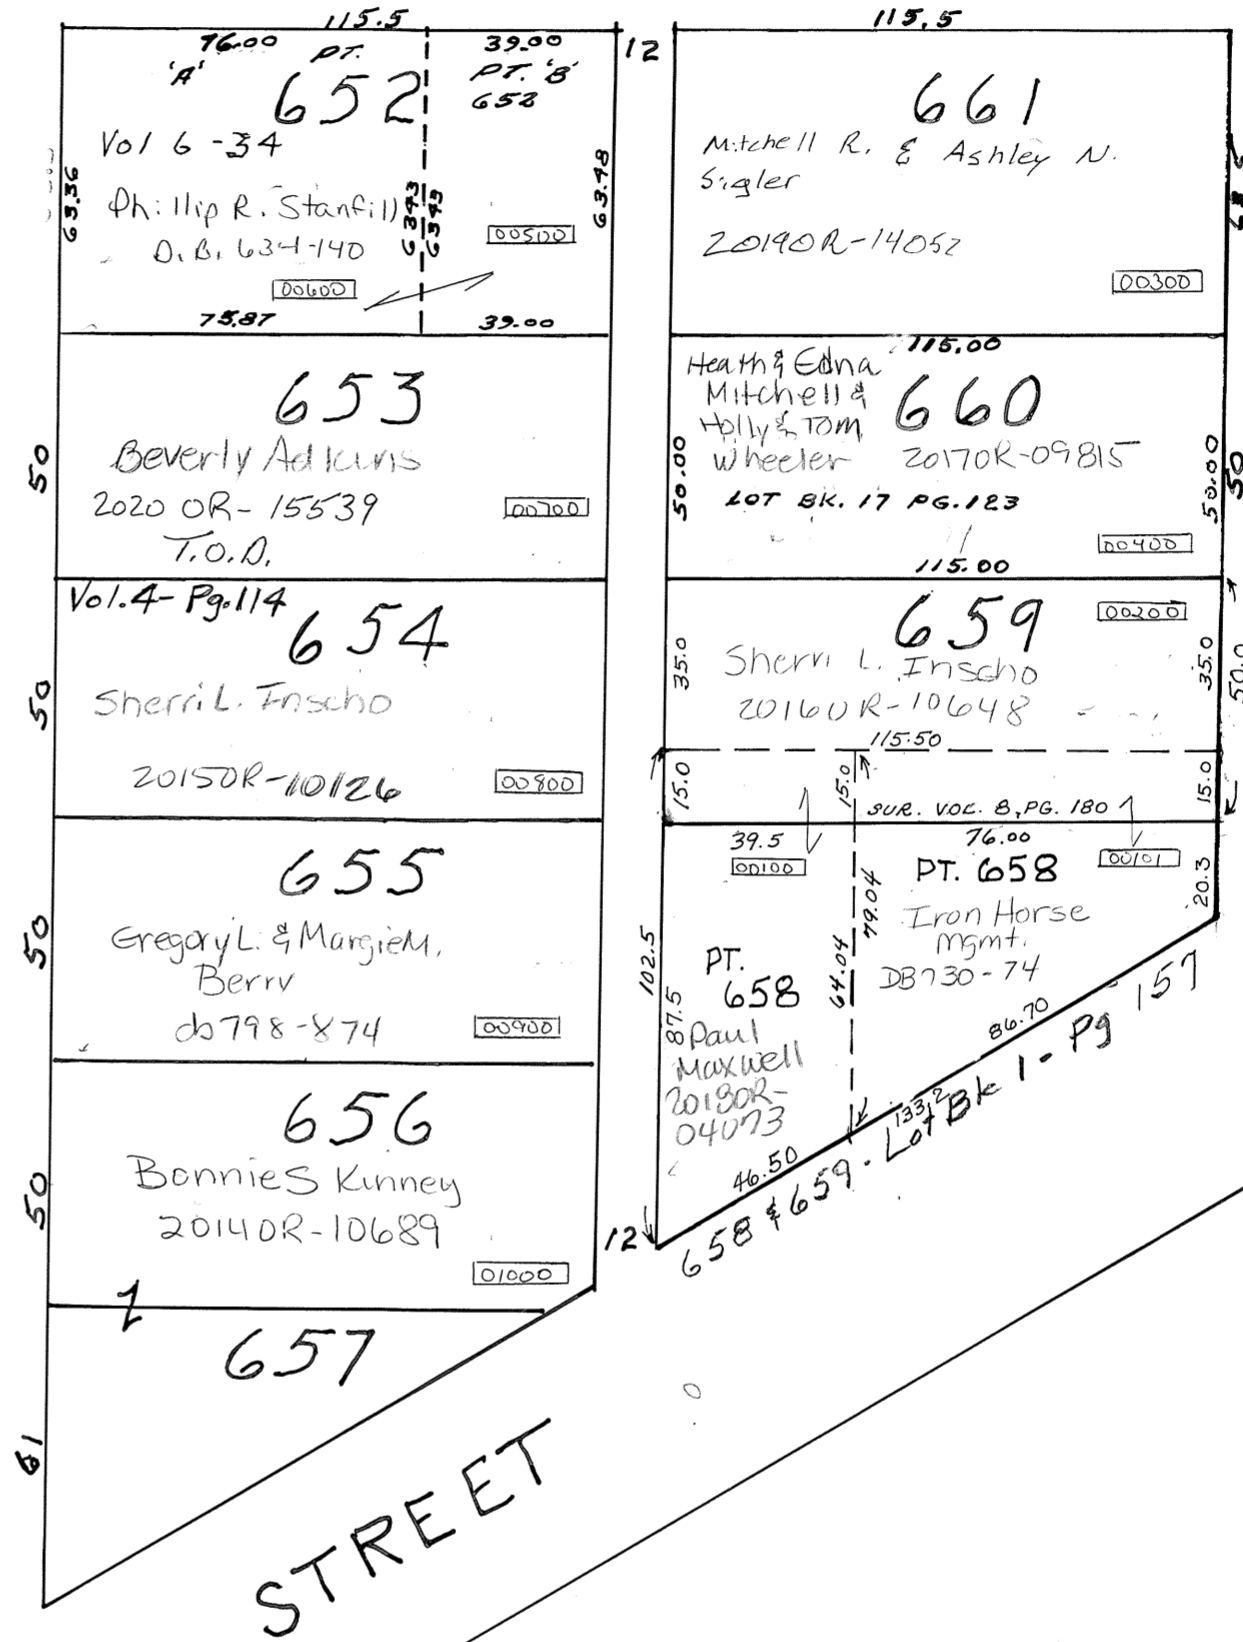 115.5
76.00
39.00
12
'A'
PT.
652
PT. 'B'
652
Vol 6 -34
63.36
Phillip R. Stanfill
D.B. 634-140
6343
6343
63.48
00500
00600
75.87
39.00
653
Beverly Adkins
50
2020 OR- 15539
00700
T.O.D.
Vol.4- Pg.114
654
50
Sherri L. Inscho
2015OR-10126
00800
655
50
Gregory L. & Margie M.
Berry
db798-874
00900
656
50
Bonnie S Kinney
2014OR-10689
01000
657
61
STREET
115.5
661
Mitchell R. & Ashley N.
Sigler
2019OR-14052
00300
115.00
Heath & Edna
Mitchell &
Holly & Tom
Wheeler
660
2017OR-09815
50.00
50.00
50
LOT BK. 17 PG. 123
00400
115.00
659
00200
35.0
Sherri L. Inscho
2016OR-10648
35.0
50.0
115.50
15.0
15.0
15.0
SUR. VOL. 8, PG. 180
39.5
76.00
00100
00101
PT. 658
20.3
Iron Horse
Mgmt.
DB730-74
79.04
64.04
102.5
87.5
PT.
658
Paul
Maxwell
2018OR-
04073
86.70
133.2
46.50
12
658 & 659 - Lot Bk 1 - Pg 157